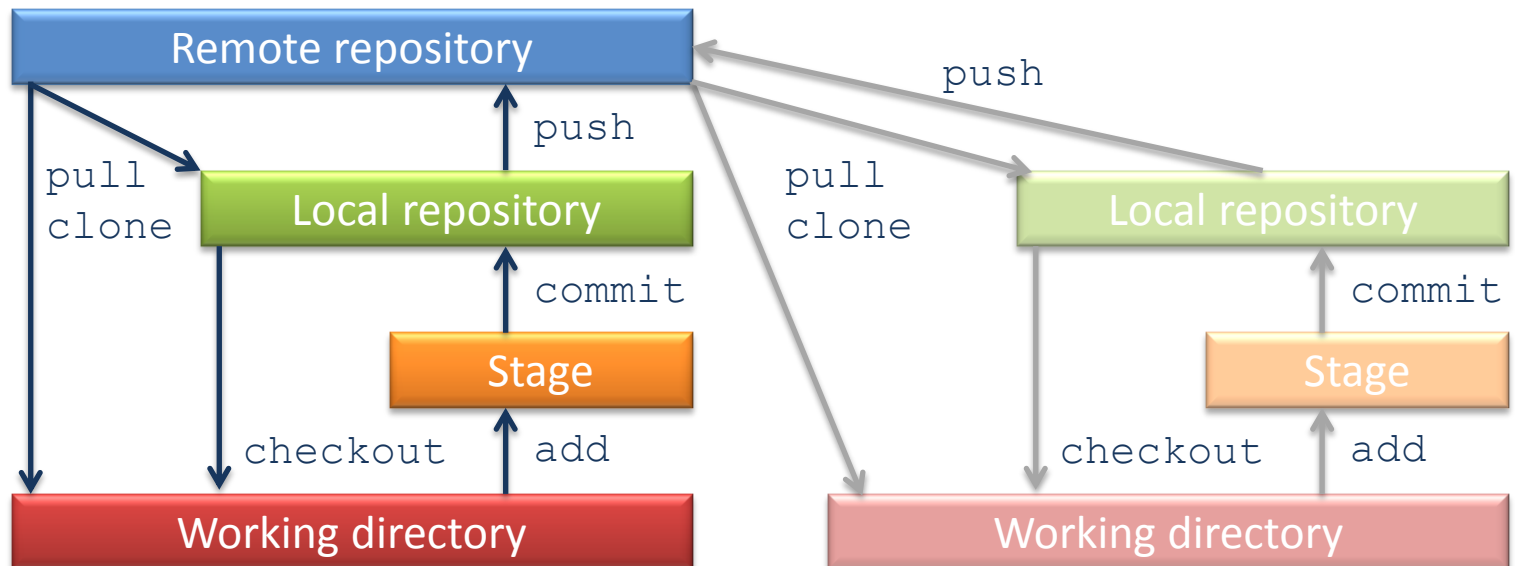 Remote repository
push
push
pull
clone
Local repository
pull
clone
Local repository
commit
commit
Stage
Stage
checkout
add
checkout
add
Working directory
Working directory